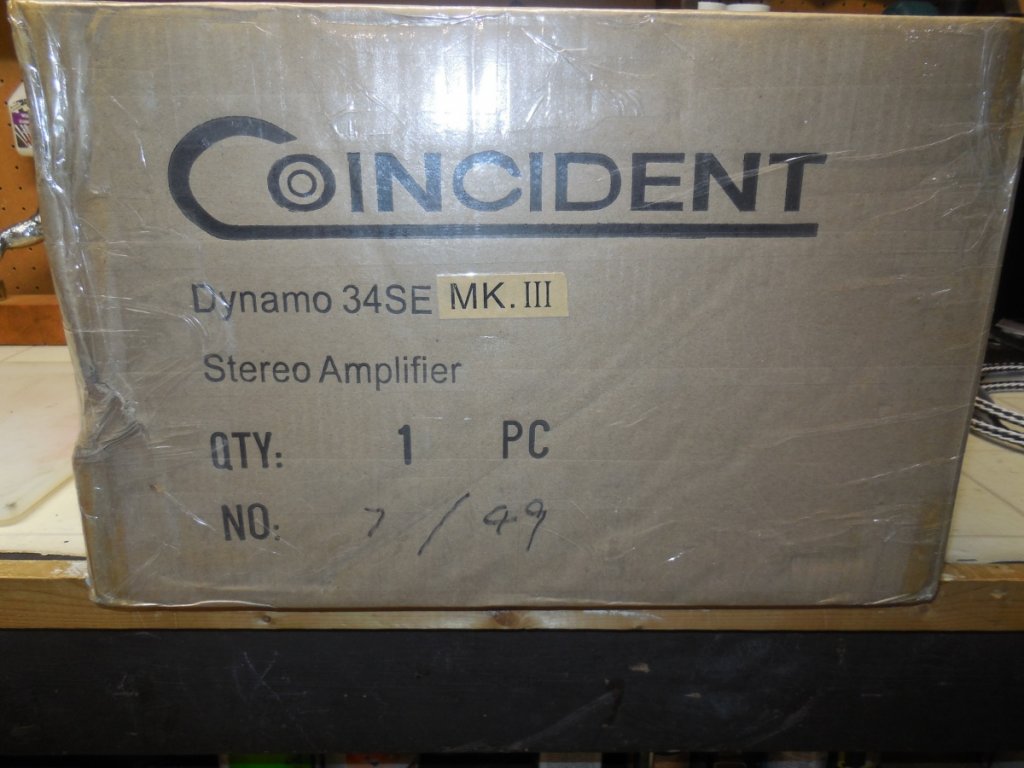 COINCIDENT
Dynamo 34SE MK.III
Stereo Amplifier
QTY: 1 PC
NO: 7/49